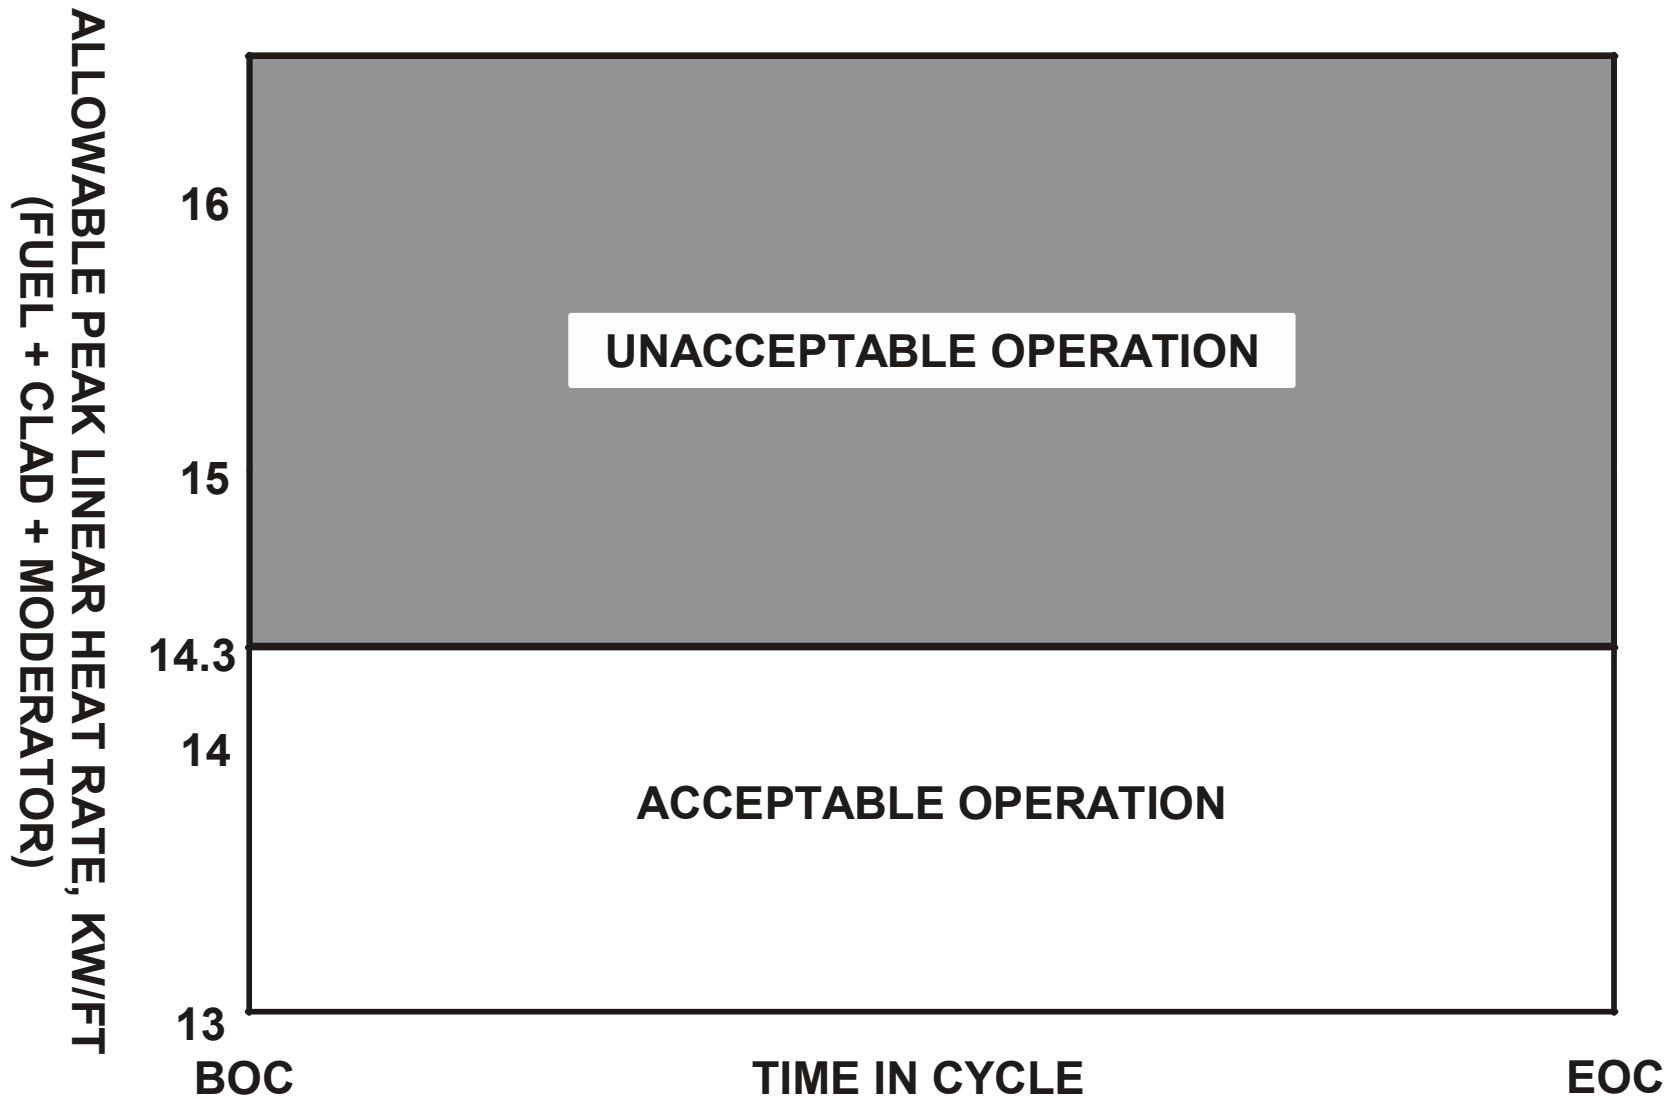 ALLOWABLE PEAK LINEAR HEAT RATE, KW/FT
(FUEL + CLAD + MODERATOR)
16
UNACCEPTABLE OPERATION
15
14.3
14
ACCEPTABLE OPERATION
13
BOC
TIME IN CYCLE
EOC